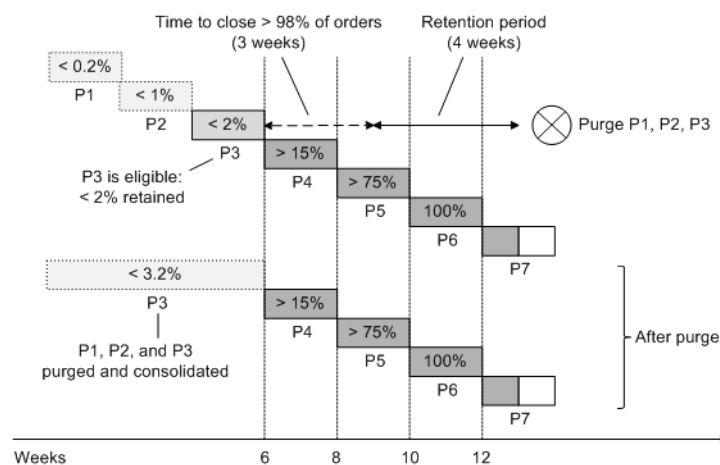 Time to close > 98% of orders
(3 weeks)
Retention period
(4 weeks)
< 0.2%
P1
< 1%
P2
< 2%
P3
Purge P1, P2, P3
> 15%
P4
P3 is eligible:
< 2% retained
> 75%
P5
100%
P6
P7
< 3.2%
P3
> 15%
P4
P1, P2, and P3
purged and consolidated
> 75%
P5
After purge
100%
P6
P7
Weeks
6
8
10
12